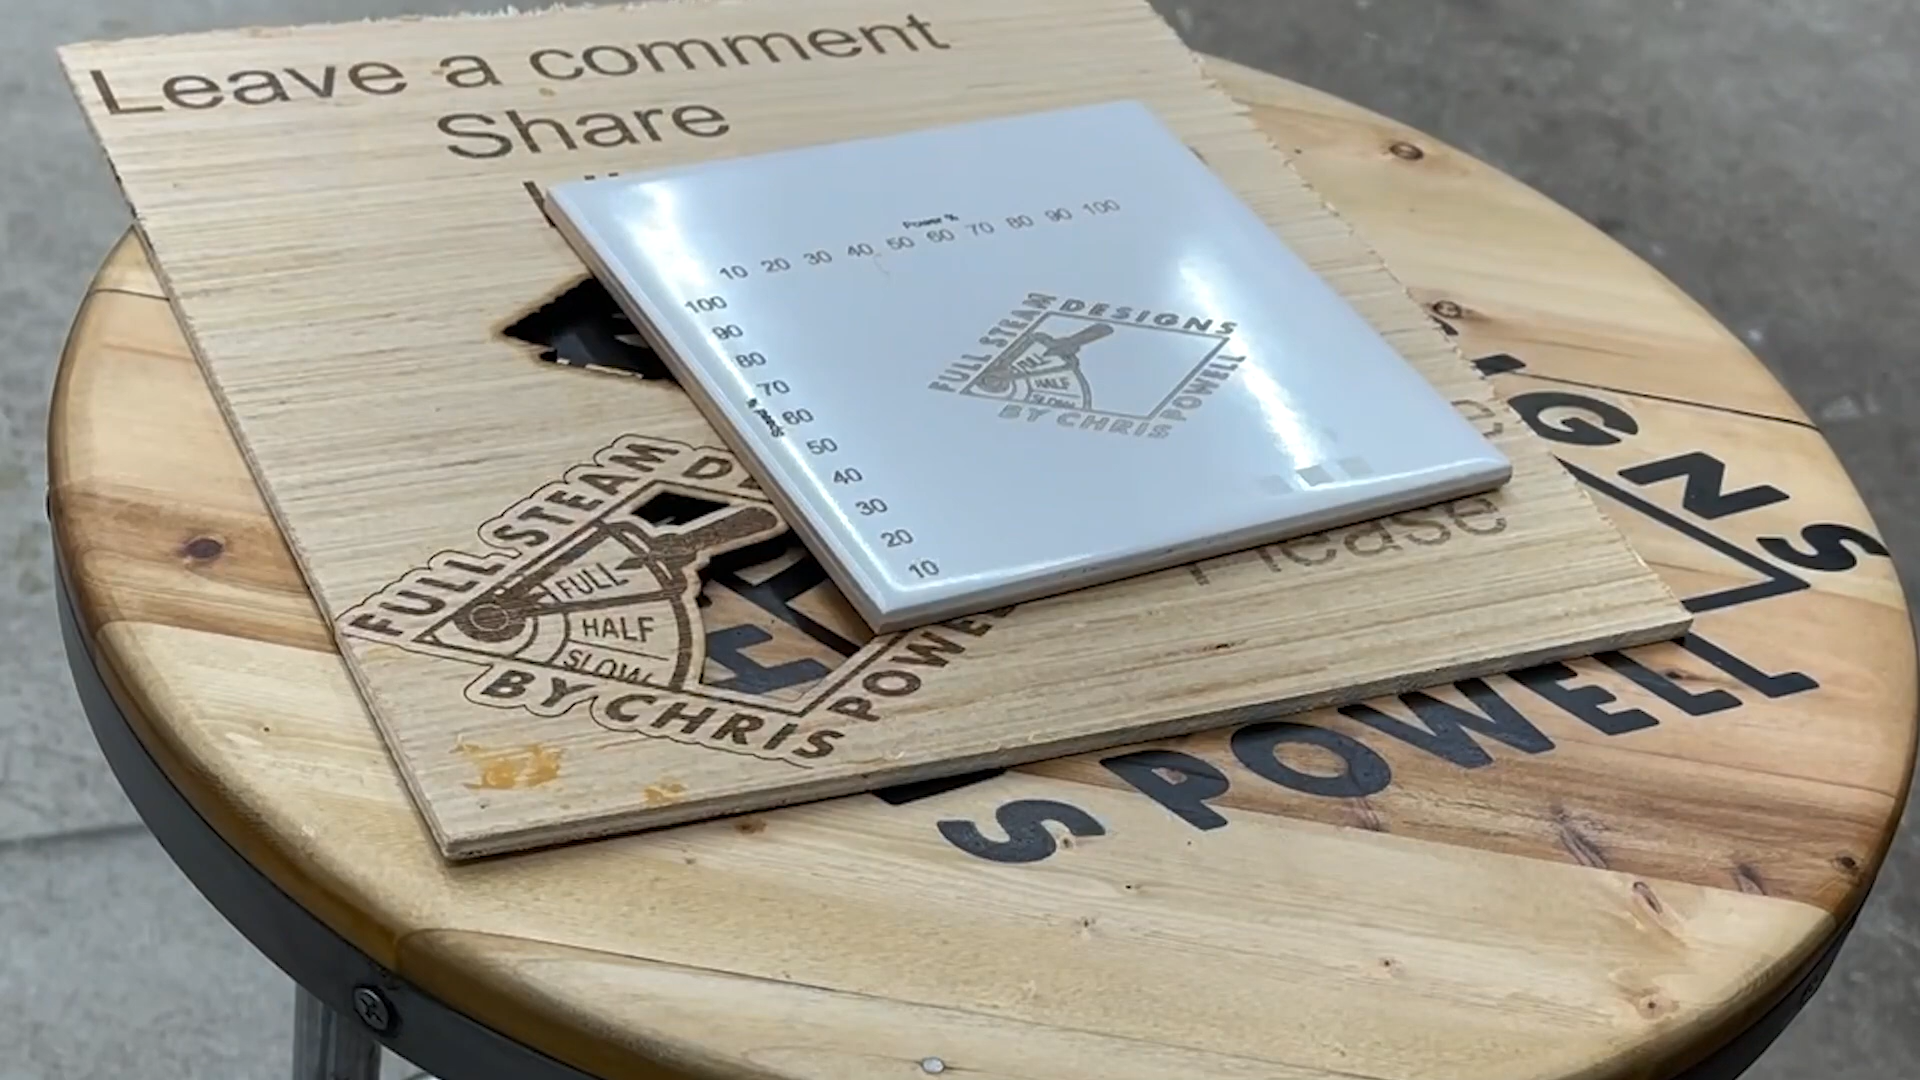 Leave a comment
Share
Power %
10 20 30 40 50 60 70 80 90 100
100
90
80
70
60
50
40
30
20
10
FULL STEAM DESIGNS
FULL
HALF
SLOW
BY CHRIS POWELL
Please
FULL STEAM
FULL
HALF
SLOW
BY CHRIS POWELL
IGNS
S POWELL